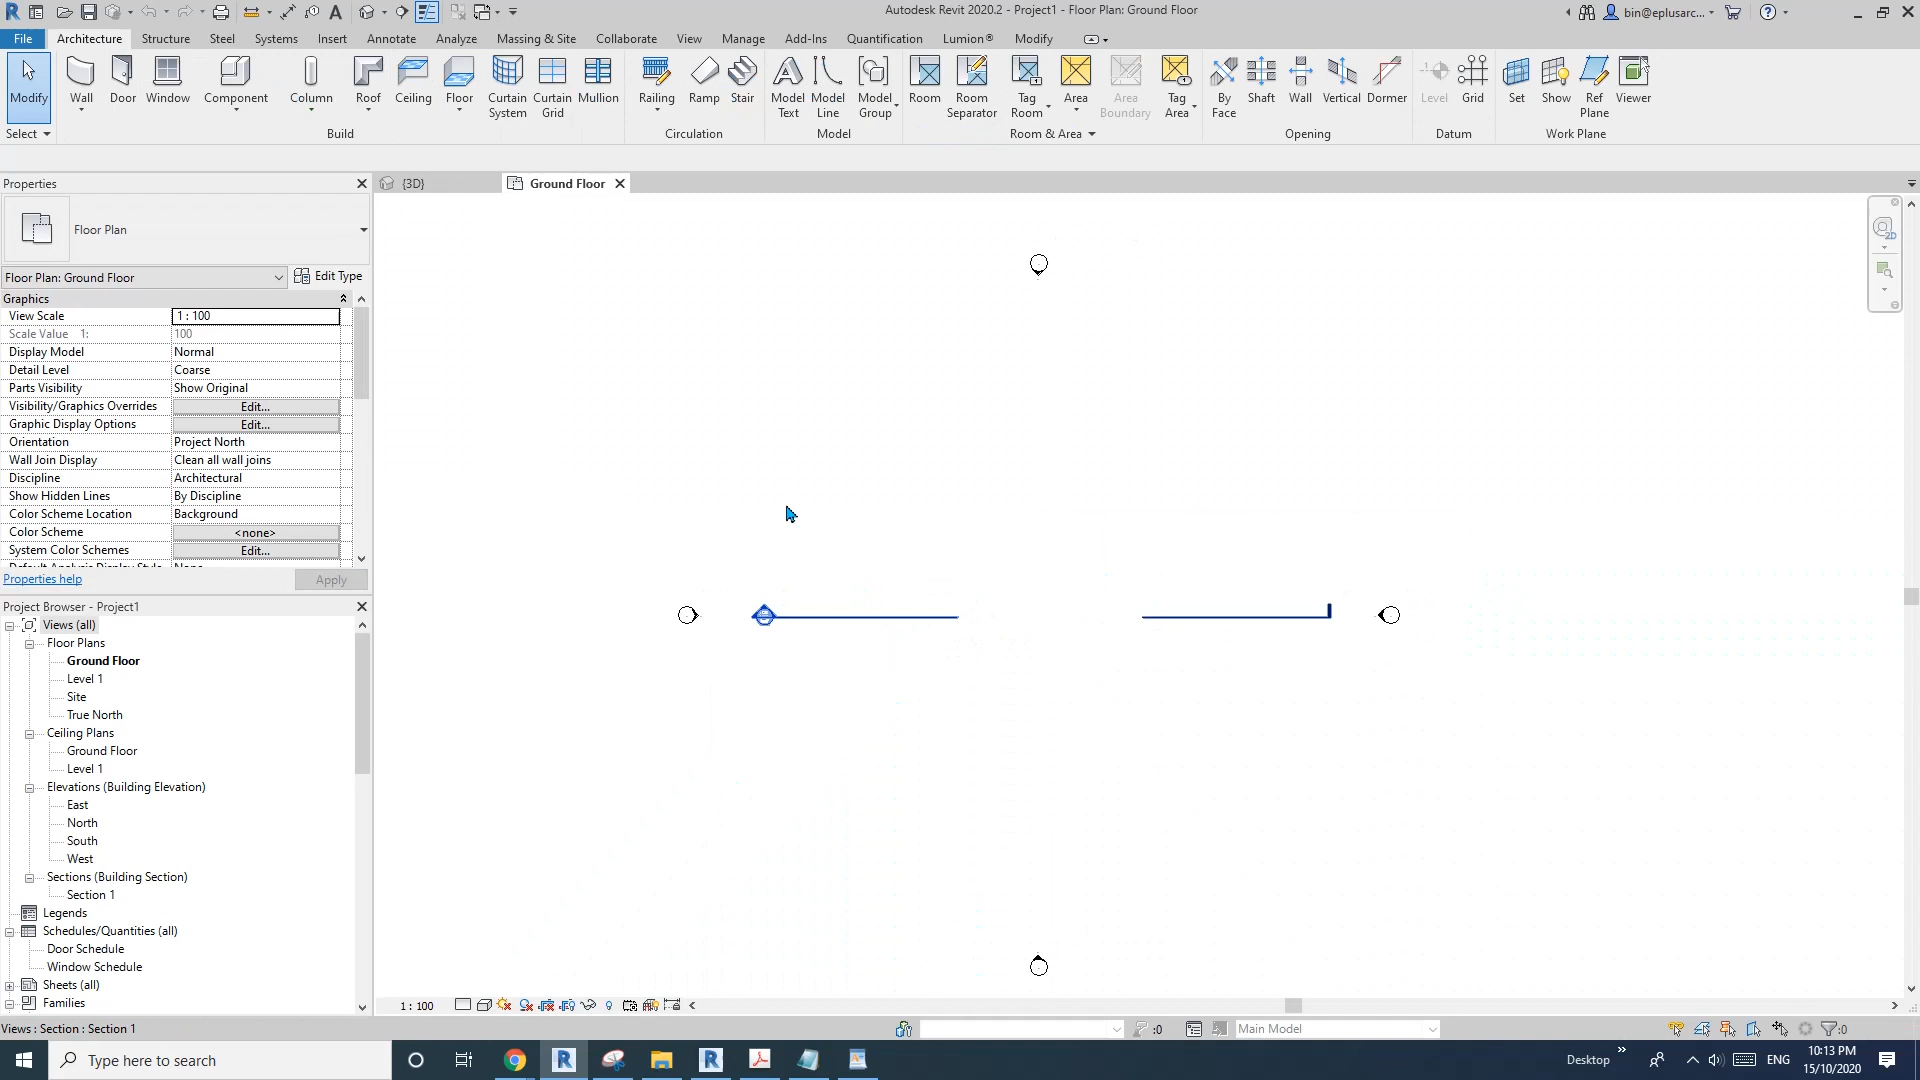 Autodesk Revit 2020.2 - Project1 - Floor Plan: Ground Floor
bin@eplusarc...
File Architecture Structure Steel Systems Insert Annotate Analyze Massing & Site Collaborate View Manage Add-Ins Quantification Lumion® Modify
Modify Wall Door Window Component Column Roof Ceiling Floor Curtain System Curtain Grid Mullion Railing Ramp Stair Model Text Model Line Model Group Room Room Separator Tag Room Area Area Boundary Tag Area By Face Shaft Wall Vertical Dormer Level Grid Set Show Ref Plane Viewer
Select Build Circulation Model Room & Area Opening Datum Work Plane
Properties
{3D}
Ground Floor
Floor Plan
Floor Plan: Ground Floor
Edit Type
Graphics
View Scale 1 : 100
Scale Value 1: 100
Display Model Normal
Detail Level Coarse
Parts Visibility Show Original
Visibility/Graphics Overrides Edit...
Graphic Display Options Edit...
Orientation Project North
Wall Join Display Clean all wall joins
Discipline Architectural
Show Hidden Lines By Discipline
Color Scheme Location Background
Color Scheme <none>
System Color Schemes Edit...
Default Analysis Display Style None
Properties help
Apply
Project Browser - Project1
Views (all)
Floor Plans
Ground Floor
Level 1
Site
True North
Ceiling Plans
Ground Floor
Level 1
Elevations (Building Elevation)
East
North
South
West
Sections (Building Section)
Section 1
Legends
Schedules/Quantities (all)
Door Schedule
Window Schedule
Sheets (all)
Families
1 : 100
Views : Section : Section 1
:0
Main Model
:0
Type here to search
Desktop
ENG
10:13 PM
15/10/2020